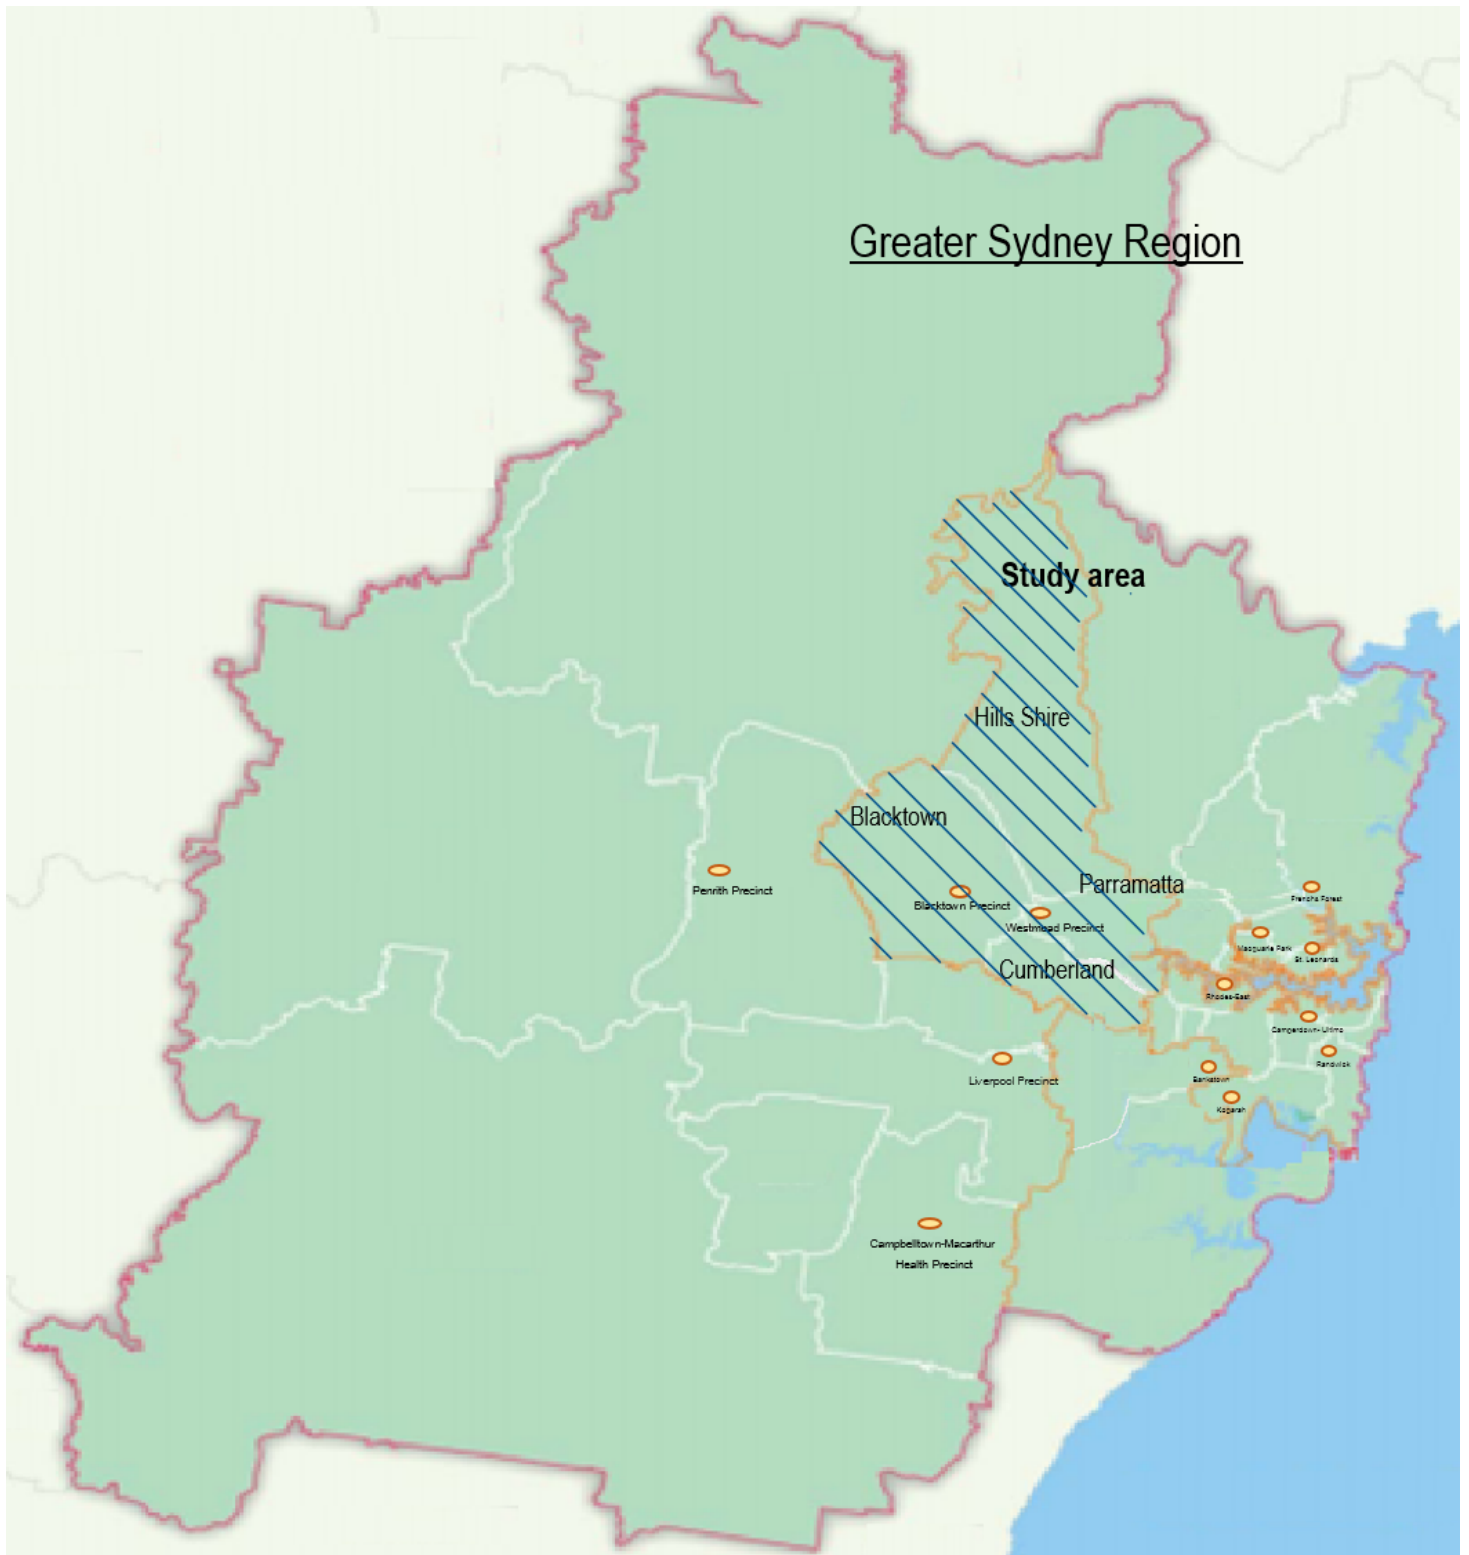 Greater Sydney Region
Study area
Hills Shire
Blacktown
Parramatta
Penrith Precinct
Blacktown Precinct
Frenchs Forest
Westmead Precinct
Macquarie Park
St. Leonards
Cumberland
Rhodes-East
Camperdown-Ultimo
Randwick
Liverpool Precinct
Bankstown
Kogarah
Campbelltown-Macarthur
Health Precinct